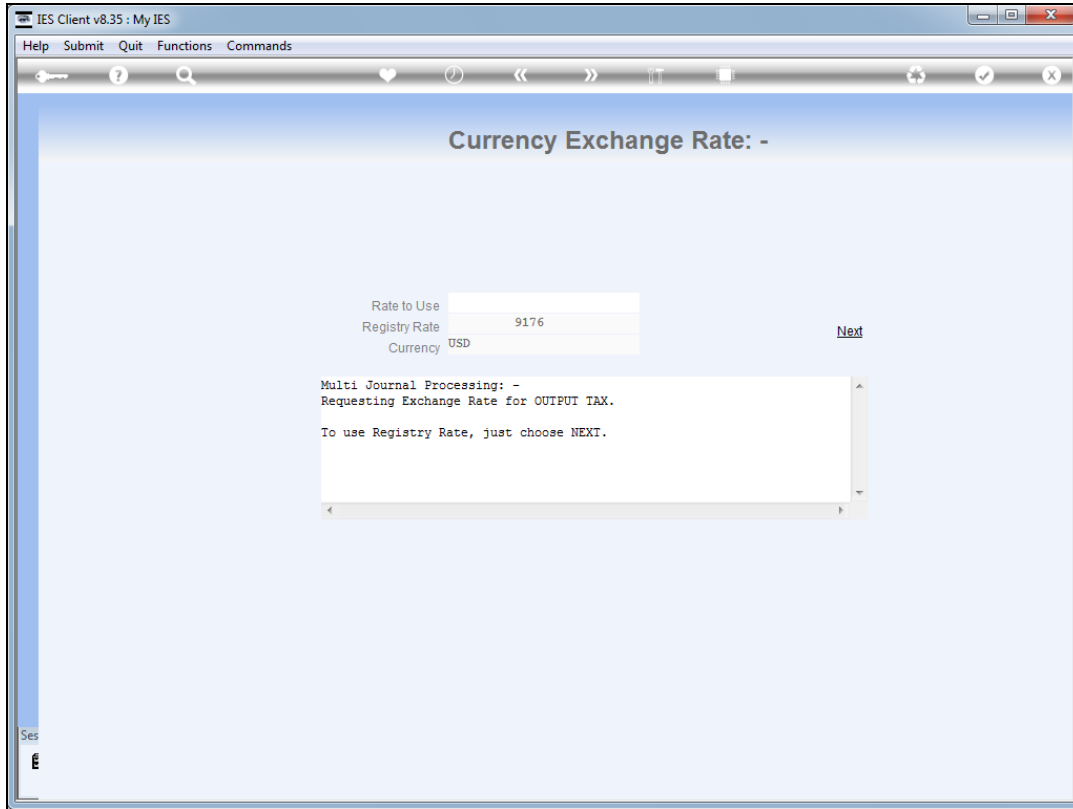 IES Client v8.35 : My IES
Help Submit Quit Functions Commands
Currency Exchange Rate: -
Rate to Use
Registry Rate 9176
Currency USD
Next
Multi Journal Processing: -
Requesting Exchange Rate for OUTPUT TAX.
To use Registry Rate, just choose NEXT.
Ses